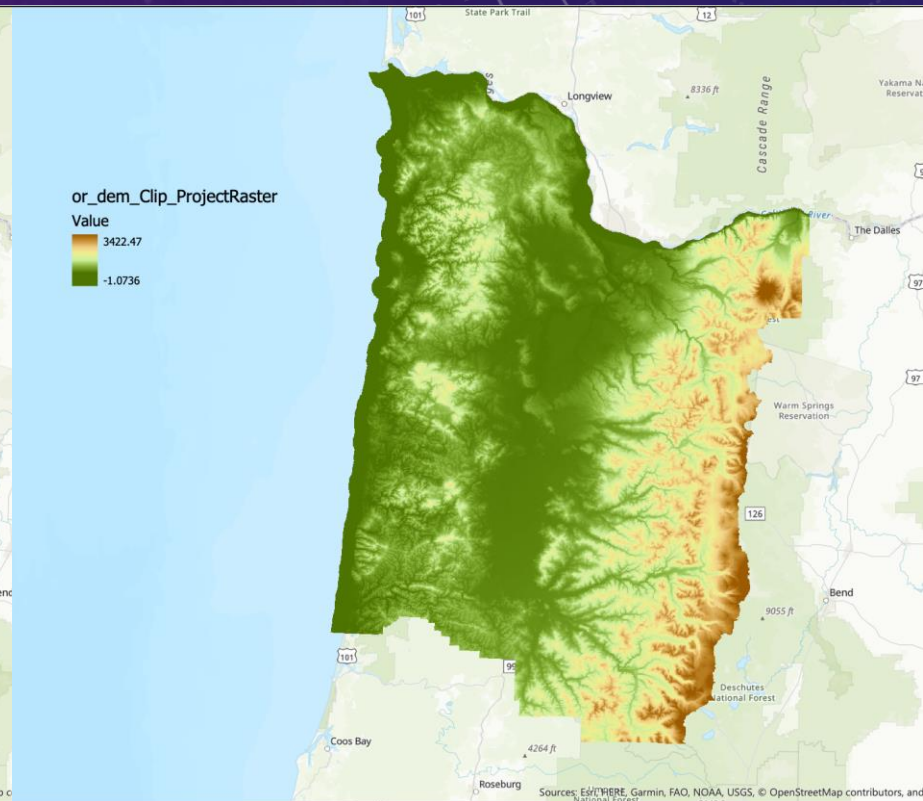 101
State Park Trail
12
Longview
8336 ft
Cascade Range
Yakama
Reservat
or_dem_Clip_ProjectRaster
Value
3422.47
-1.0736
River
The Dalles
97
97
Warm Springs
Reservation
126
Bend
9055 ft
101
99
Deschutes
National Forest
Coos Bay
4264 ft
Roseburg
National Forest
Sources: Esri, HERE, Garmin, FAO, NOAA, USGS, © OpenStreetMap contributors, and